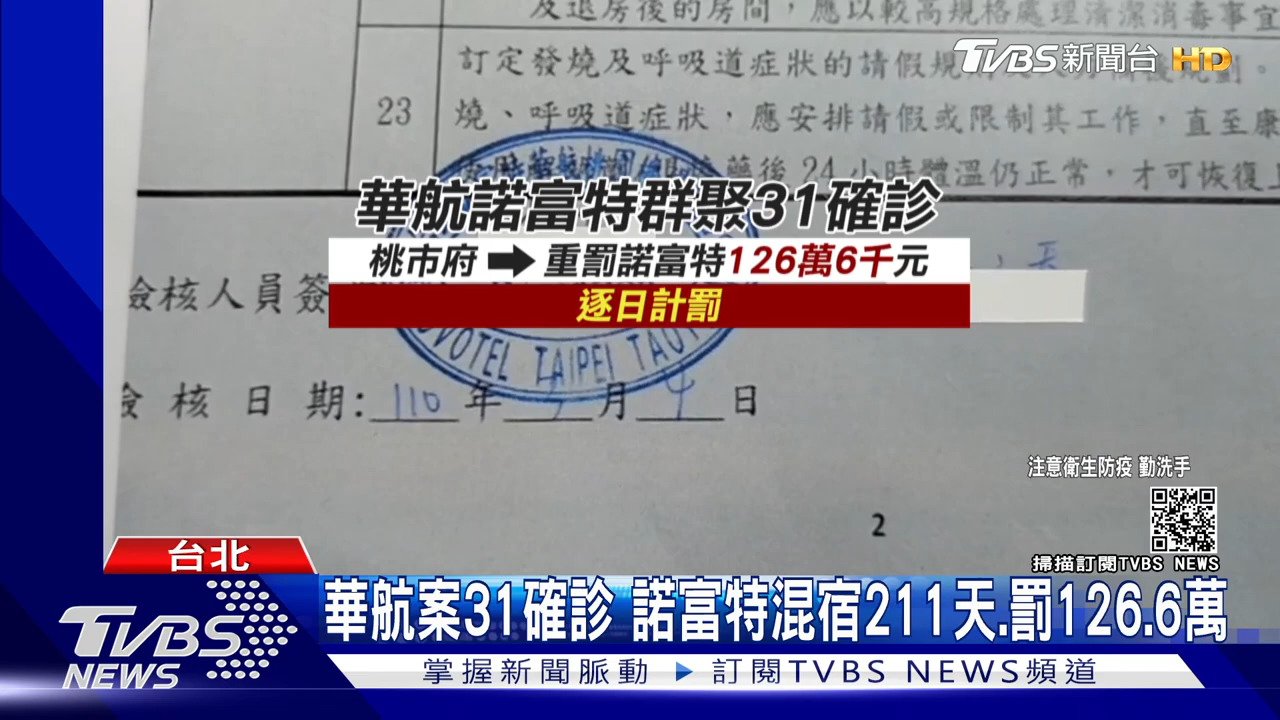 及退房後的房間，應以較高規格處理清潔消毒事宜
TVBS新聞台 HD
訂定發燒及呼吸道症狀的請假規
23
燒、呼吸道症狀，應安排請假或限制其工作，直至康
藥後24小時體溫仍正常，才可恢復上
華航諾富特群聚31確診
桃市府➡重罰諾富特126萬6千元
檢核人員簽
逐日計罰
NOVOTEL TAIPEI TAOY
檢核日期:110年 月4日
注意衛生防疫 勤洗手
2
掃描訂閱TVBS NEWS
台北
華航案31確診 諾富特混宿211天.罰126.6萬
TVBS NEWS
掌握新聞脈動 ▶ 訂閱TVBS NEWS頻道